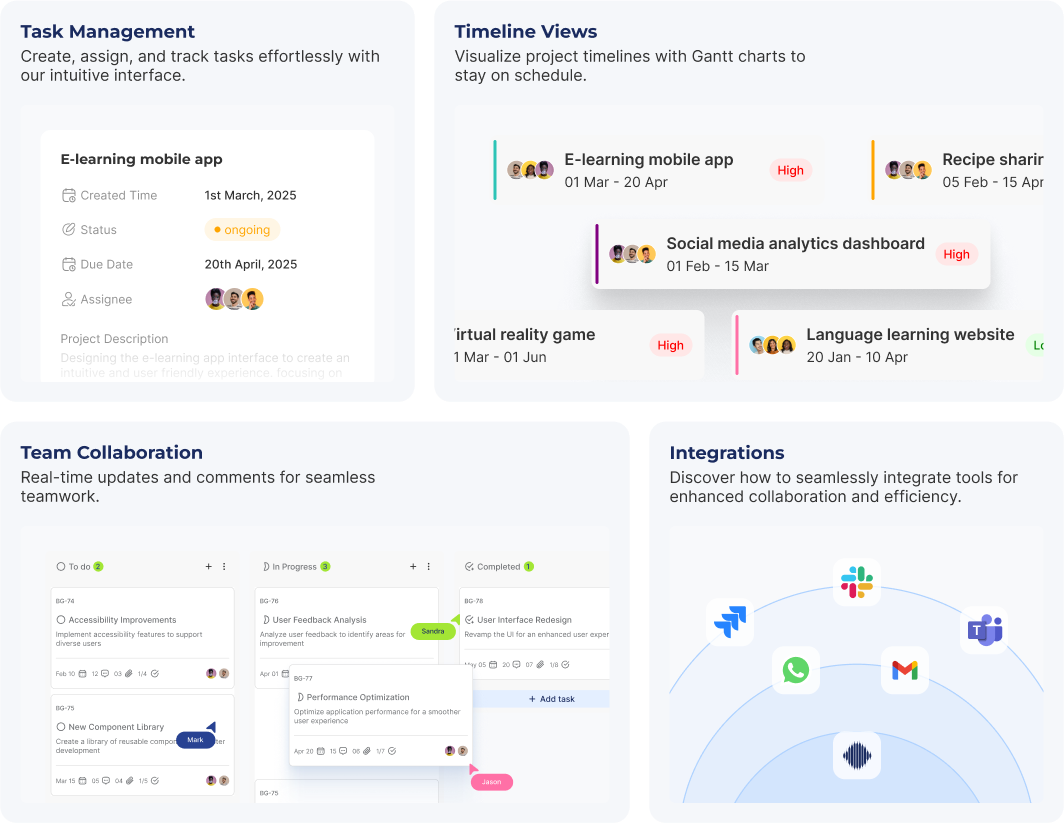 Task Management
Create, assign, and track tasks effortlessly with
our intuitive interface.
E-learning mobile app
Created Time 1st March, 2025
Status ongoing
Due Date 20th April, 2025
Assignee
Project Description
Designing the e-learning app interface to create an
intuitive and user friendly experience, focusing on
Timeline Views
Visualize project timelines with Gantt charts to
stay on schedule.
E-learning mobile app
01 Mar - 20 Apr
High
Recipe sharin
05 Feb - 15 Apr
Social media analytics dashboard
01 Feb - 15 Mar
High
irtual reality game
1 Mar - 01 Jun
High
Language learning website
20 Jan - 10 Apr
Lo
Team Collaboration
Real-time updates and comments for seamless
teamwork.
To do 2
BG-74
Accessibility Improvements
Implement accessibility features to support
diverse users
Feb 10 12 03 1/4
BG-75
New Component Library
Create a library of reusable compon ter
development
Mark
Mar 15 05 04 1/5
In Progress 3
BG-76
User Feedback Analysis
Analyze user feedback to identify areas for
improvement
Sandra
Apr 01
BG-77
Performance Optimization
Optimize application performance for a smoother
user experience
Apr 20 15 06 1/7
Jason
BG-75
Completed 1
BG-78
User Interface Redesign
Revamp the UI for an enhanced user exper
May 05 20 07 1/8
+ Add task
Integrations
Discover how to seamlessly integrate tools for
enhanced collaboration and efficiency.
T